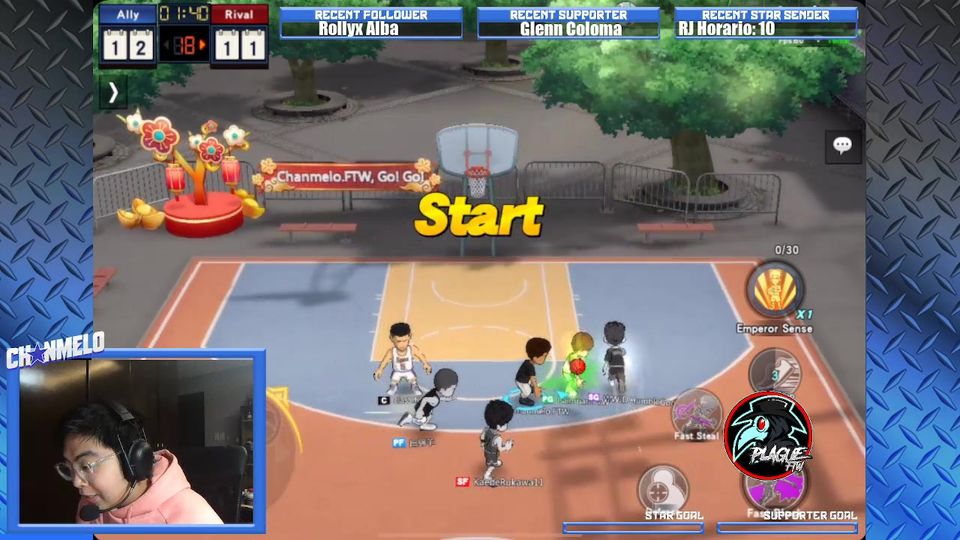 Ally
01:40
Rival
12
18
11
RECENT FOLLOWER
Rollyx Alba
RECENT SUPPORTER
Glenn Coloma
RECENT STAR SENDER
RJ Horario: 10
Chanmelo.FTW, Go! Go!
Start
0/30
X1
Emperor Sense
3
CHANMELO
C
PG
SG
PF
SF
KaedeRukawa11
Fast Steal
PLAGUE
FTW
STAR GOAL
SUPPORTER GOAL